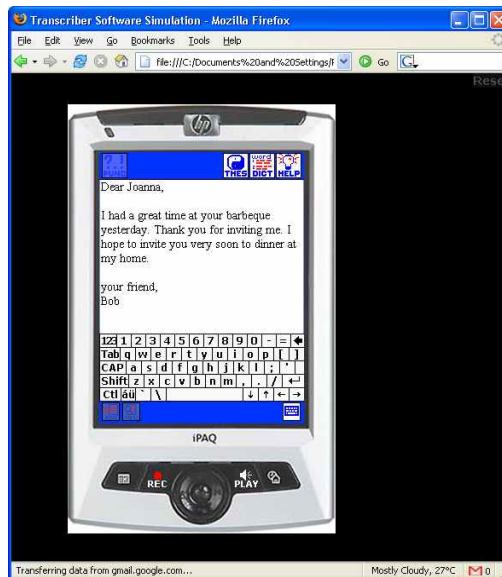 Transcriber Software Simulation - Mozilla Firefox
File Edit View Go Bookmarks Tools Help
file:///C:/Documents%20and%20Settings/F Go G
Rese
hp
THES word DICT HELP
Dear Joanna,
I had a great time at your barbeque
yesterday. Thank you for inviting me. I
hope to invite you very soon to dinner at
my home.
your friend,
Bob
123 1 2 3 4 5 6 7 8 9 0 - = 
Tab q w e r t y u i o p [ ]
CAP a s d f g h j k l ; '
Shift z x c v b n m , . /
Ctl áü ` \
iPAQ
REC PLAY
Transferring data from gmail.google.com... Mostly Cloudy, 27°C 0